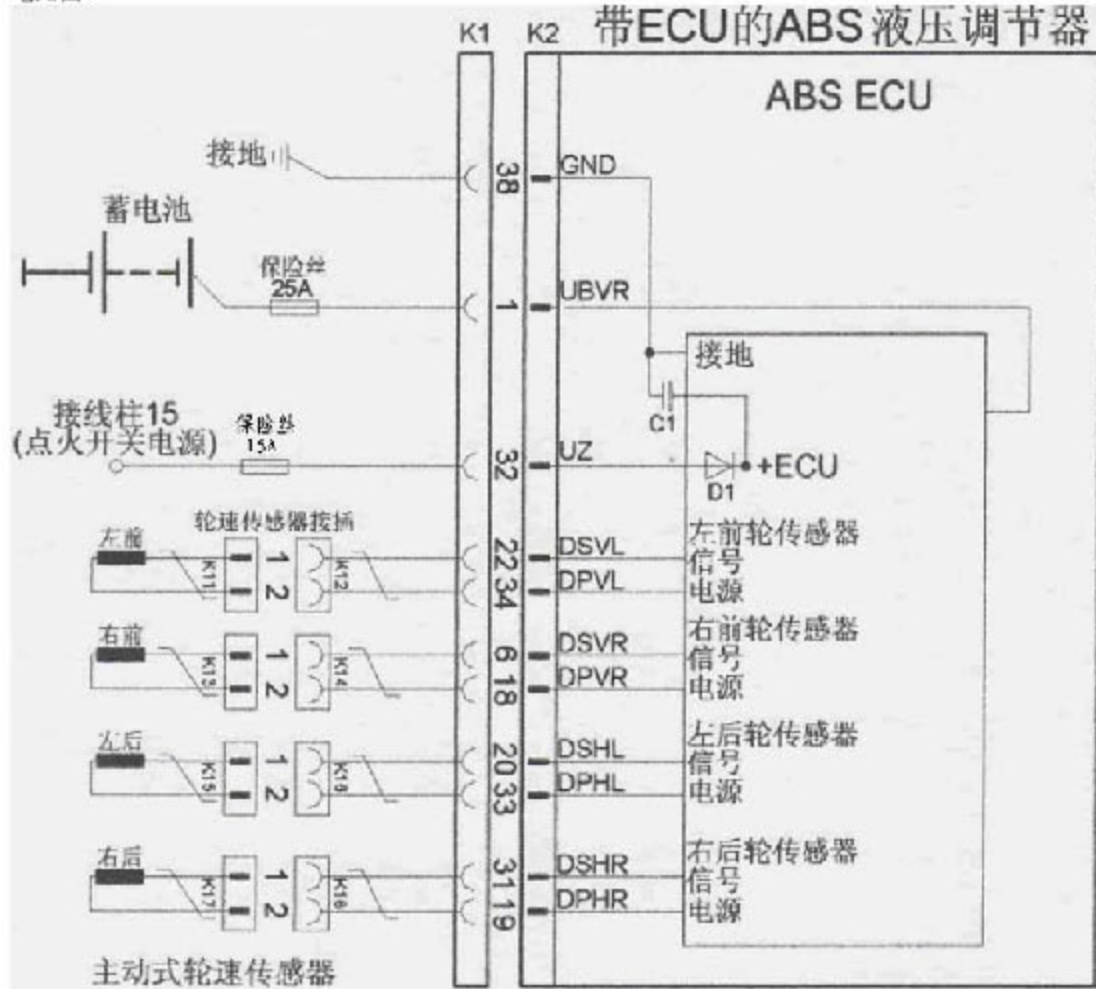 K1 K2 带ECU的ABS液压调节器
ABS ECU
接地
38
GND
蓄电池
保险丝
25A
1
UBVR
接地
C1
接线柱15
(点火开关电源)
保险丝
15A
32
UZ
D1
+ECU
轮速传感器接插
左前
K11
1
2
K12
22
34
DSVL
DPVL
左前轮传感器
信号
电源
右前
K13
1
2
K14
6
18
DSVR
DPVR
右前轮传感器
信号
电源
左后
K15
1
2
K16
20
33
DSHL
DPHL
左后轮传感器
信号
电源
右后
K17
1
2
31
19
DSHR
DPHR
右后轮传感器
信号
电源
主动式轮速传感器